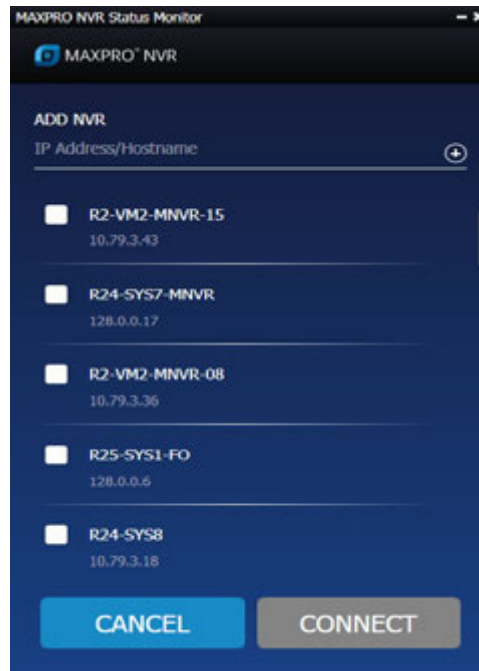 MAXPRO NVR Status Monitor
MAXPRO® NVR
ADD NVR
IP Address/Hostname
R2-VM2-MNVR-15
10.79.3.43
R24-SYS7-MNVR
128.0.0.17
R2-VM2-MNVR-08
10.79.3.36
R25-SYS1-FO
128.0.0.6
R24-SYS8
10.79.3.18
CANCEL CONNECT